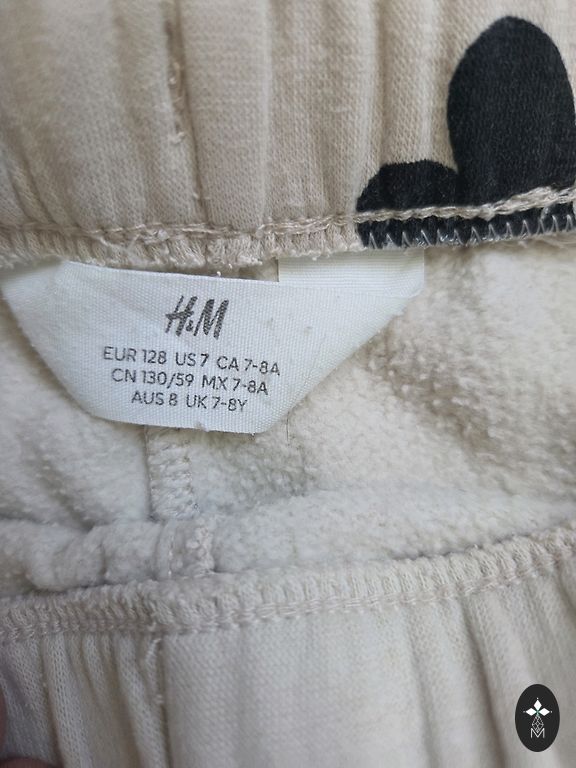 H&M
EUR 128 US 7 CA 7-8A
CN 130/59 MX 7-8A
AUS 8 UK 7-8Y
M